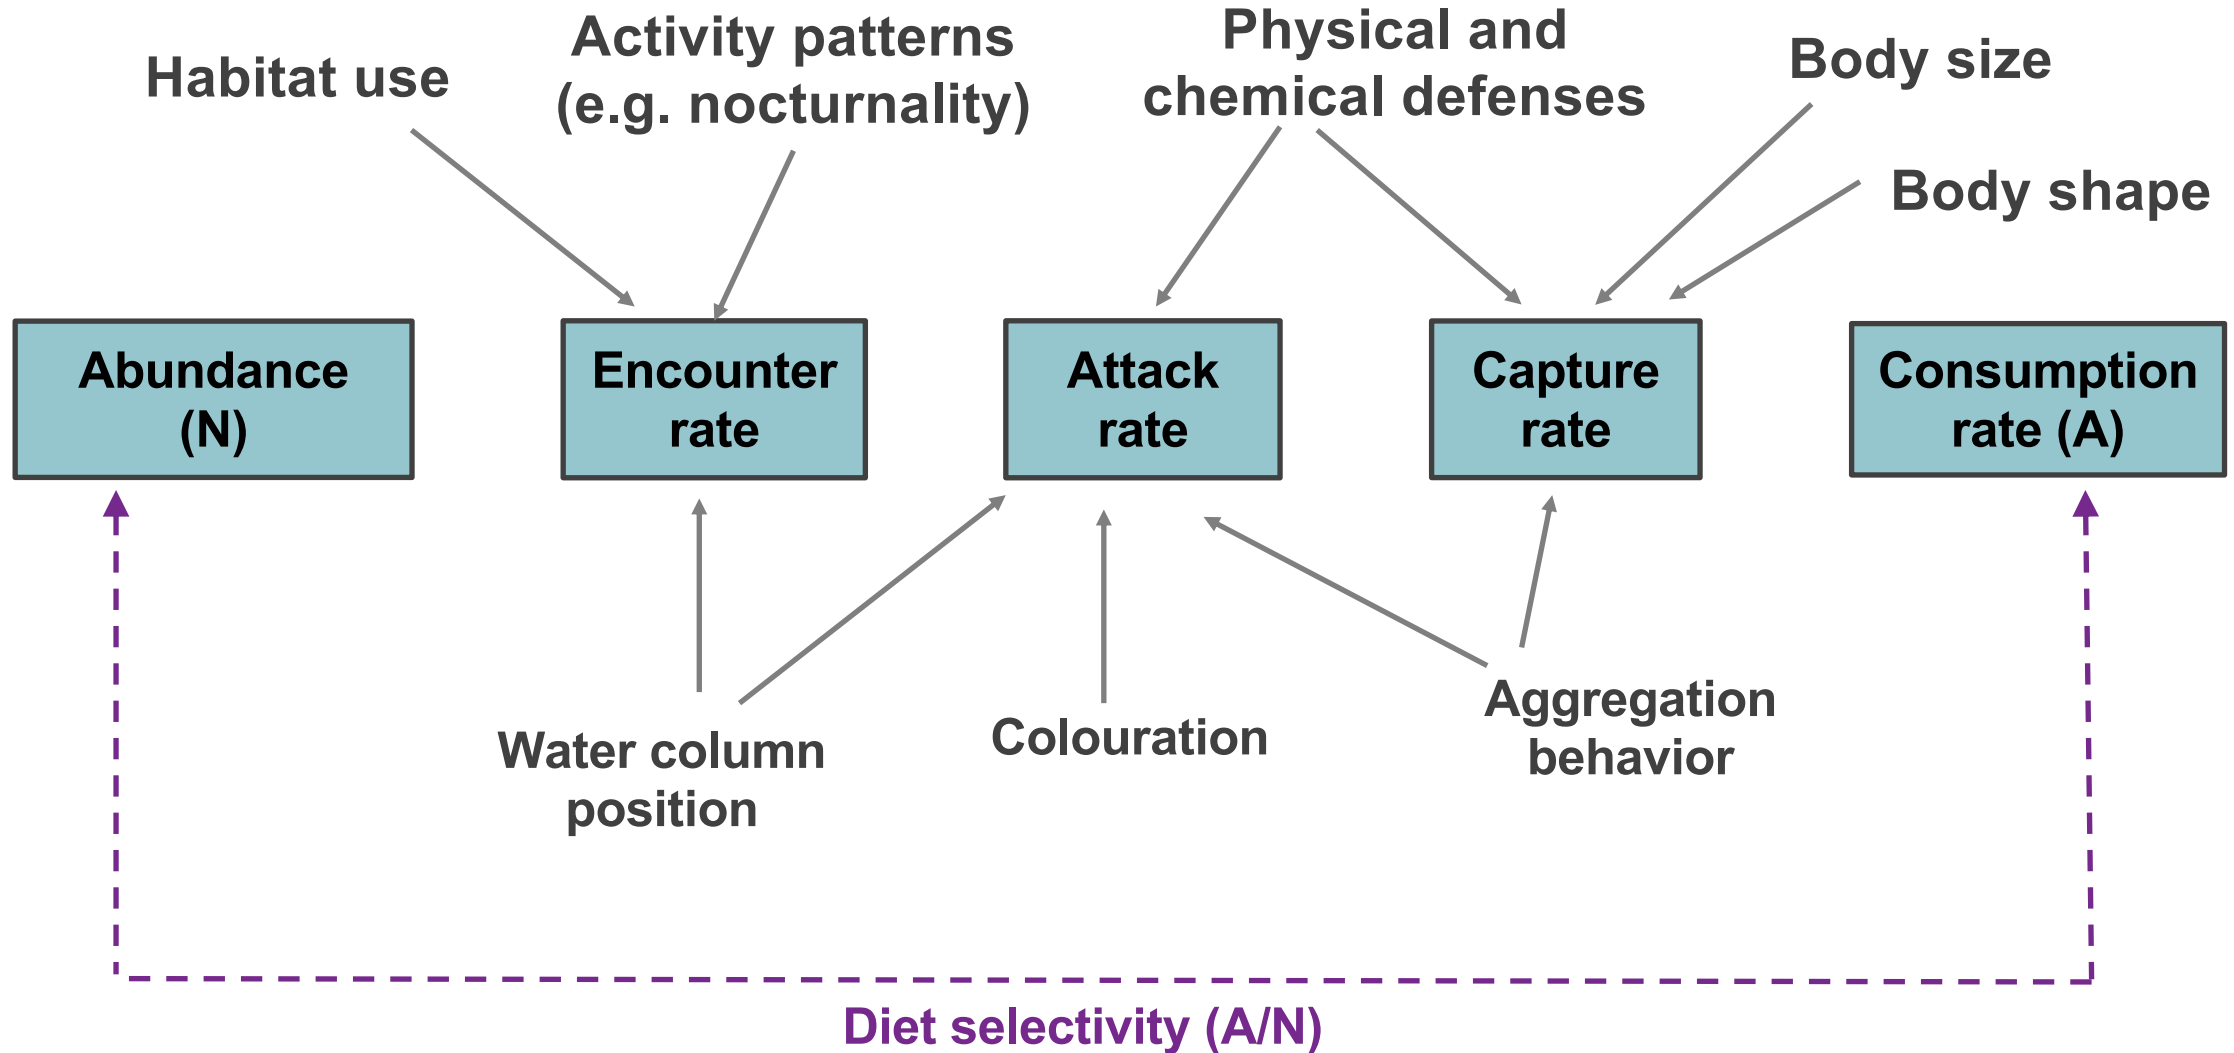 Habitat use
Activity patterns
(e.g. nocturnality)
Physical and
chemical defenses
Body size
Body shape
Abundance
(N)
Encounter
rate
Attack
rate
Capture
rate
Consumption
rate (A)
Water column
position
Colouration
Aggregation
behavior
Diet selectivity (A/N)